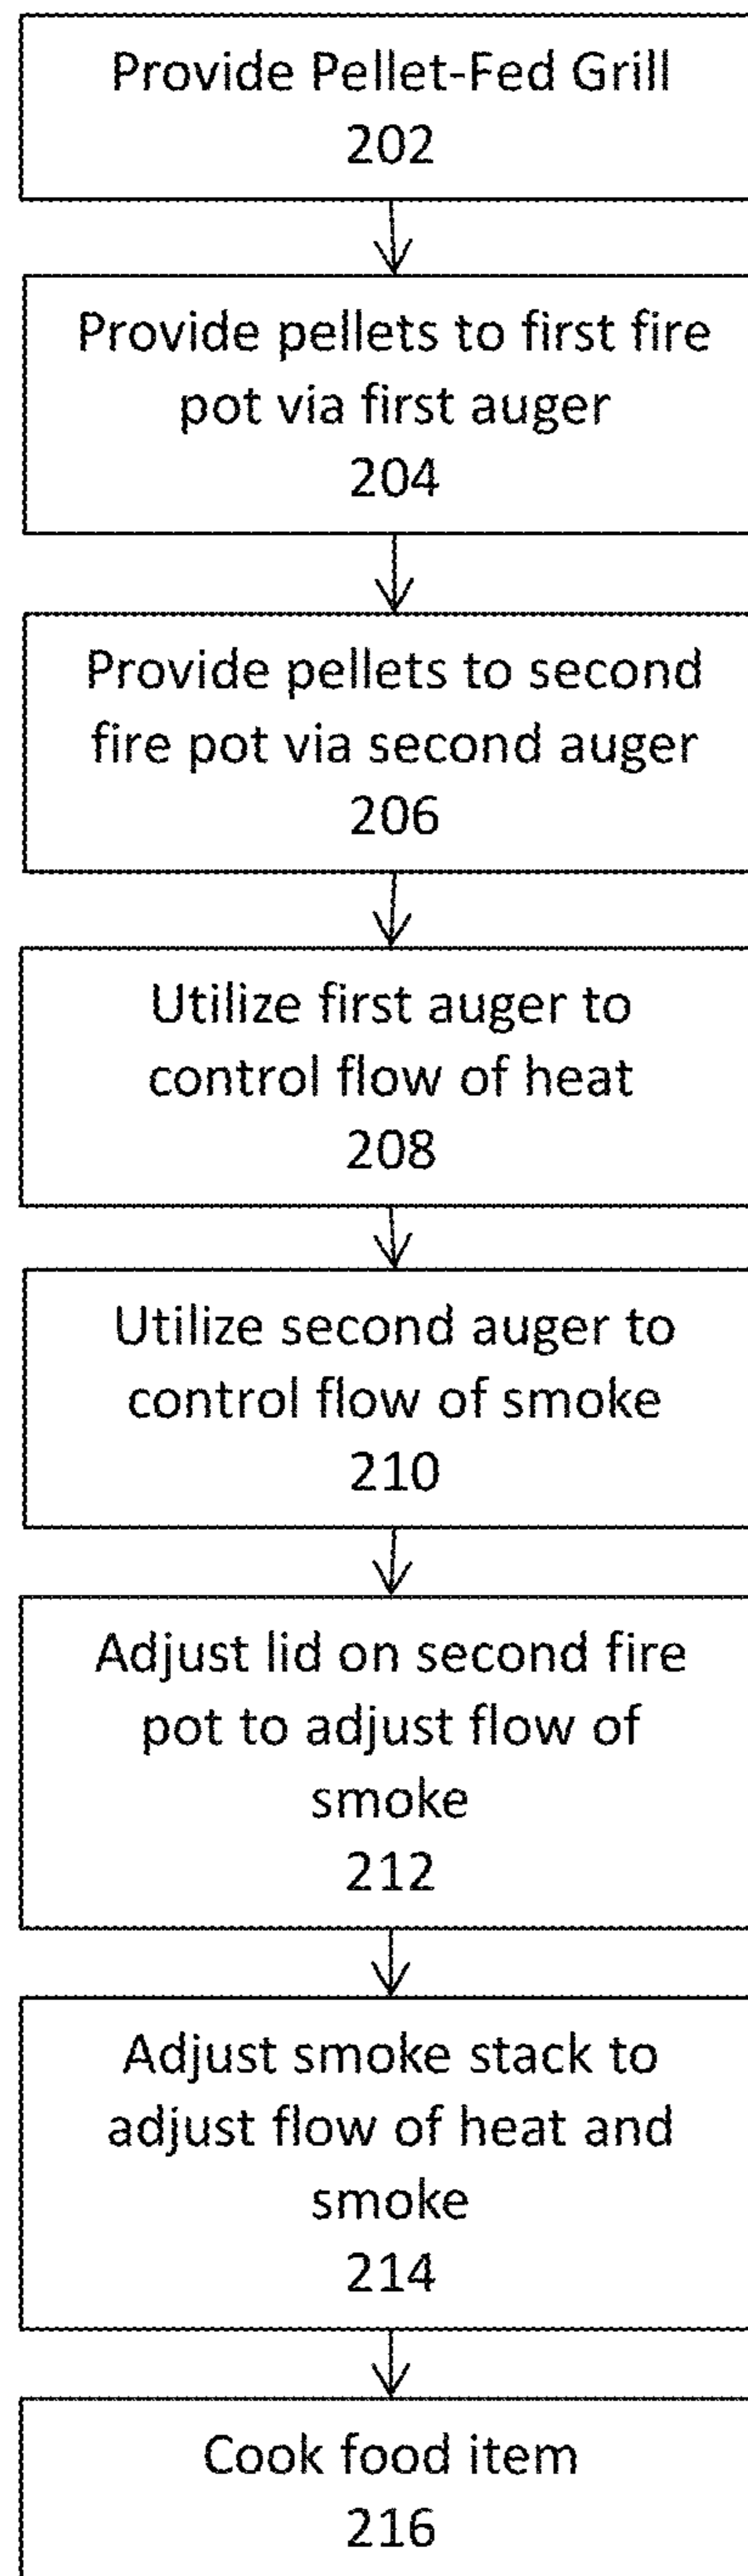 Provide Pellet-Fed Grill
202
Provide pellets to first fire
pot via first auger
204
Provide pellets to second
fire pot via second auger
206
Utilize first auger to
control flow of heat
208
Utilize second auger to
control flow of smoke
210
Adjust lid on second fire
pot to adjust flow of
smoke
212
Adjust smoke stack to
adjust flow of heat and
smoke
214
Cook food item
216